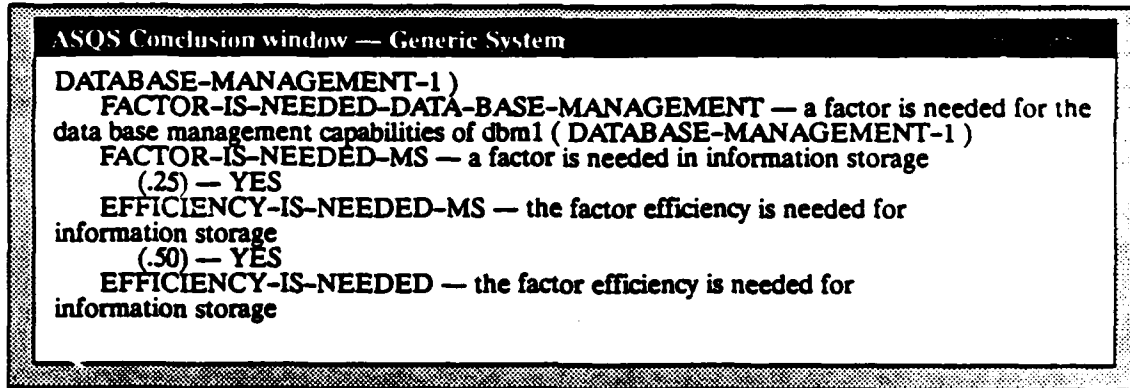 ASQS Conclusion window — Generic System
DATABASE-MANAGEMENT-1 )
FACTOR-IS-NEEDED-DATA-BASE-MANAGEMENT — a factor is needed for the
data base management capabilities of dbm1 ( DATABASE-MANAGEMENT-1 )
FACTOR-IS-NEEDED-MS — a factor is needed in information storage
(.25) — YES
EFFICIENCY-IS-NEEDED-MS — the factor efficiency is needed for
information storage
(.50) — YES
EFFICIENCY-IS-NEEDED — the factor efficiency is needed for
information storage